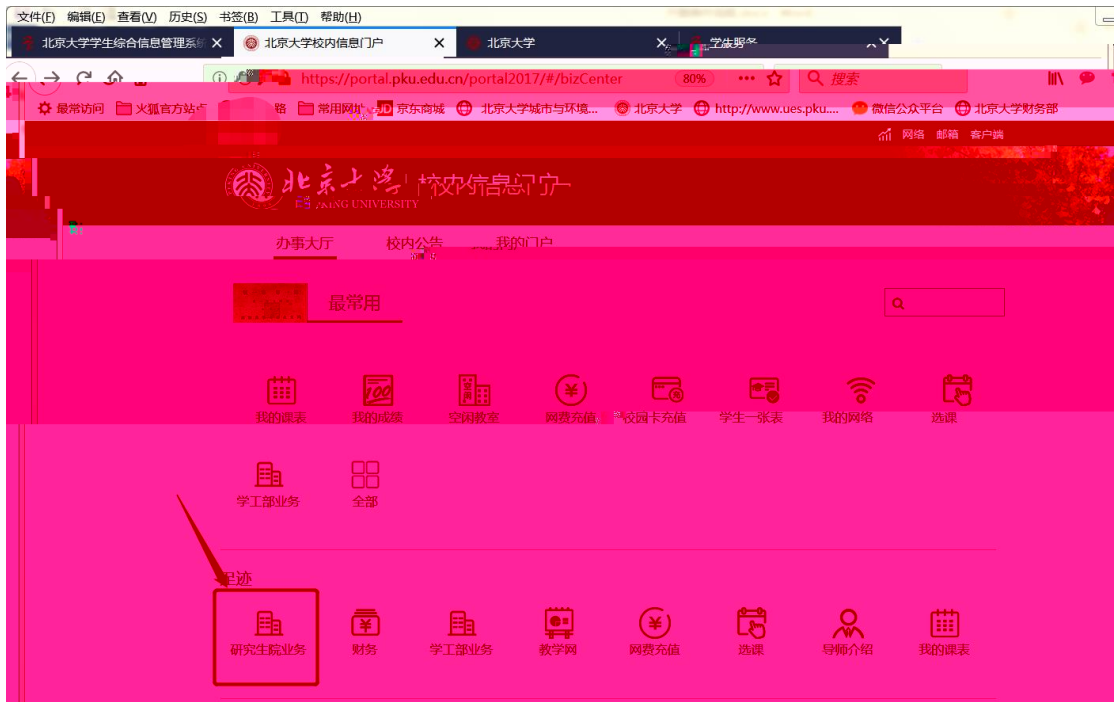 文件(F) 编辑(E) 查看(V) 历史(S) 书签(B) 工具(T) 帮助(H)
北京大学学生综合信息管理系统 北京大学校内信息门户 北京大学
https://portal.pku.edu.cn/portal2017/#/bizCenter 80% 搜索
最常访问 火狐官方站点 常用网址 JD 京东商城 北京大学城市与环境... 北京大学 http://www.ues.pku.... 微信公众平台 北京大学财务部
网络 邮箱 客户端
北京大学 校内信息门户
UNIVERSITY
办事大厅 校内公告 我的门户
最常用
我的课表 我的成绩 空闲教室 网费充值 校园卡充值 学生一张表 我的网络 选课
学工部业务 全部
足迹
研究生院业务 财务 学工部业务 教学网 网费充值 选课 导师介绍 我的课表